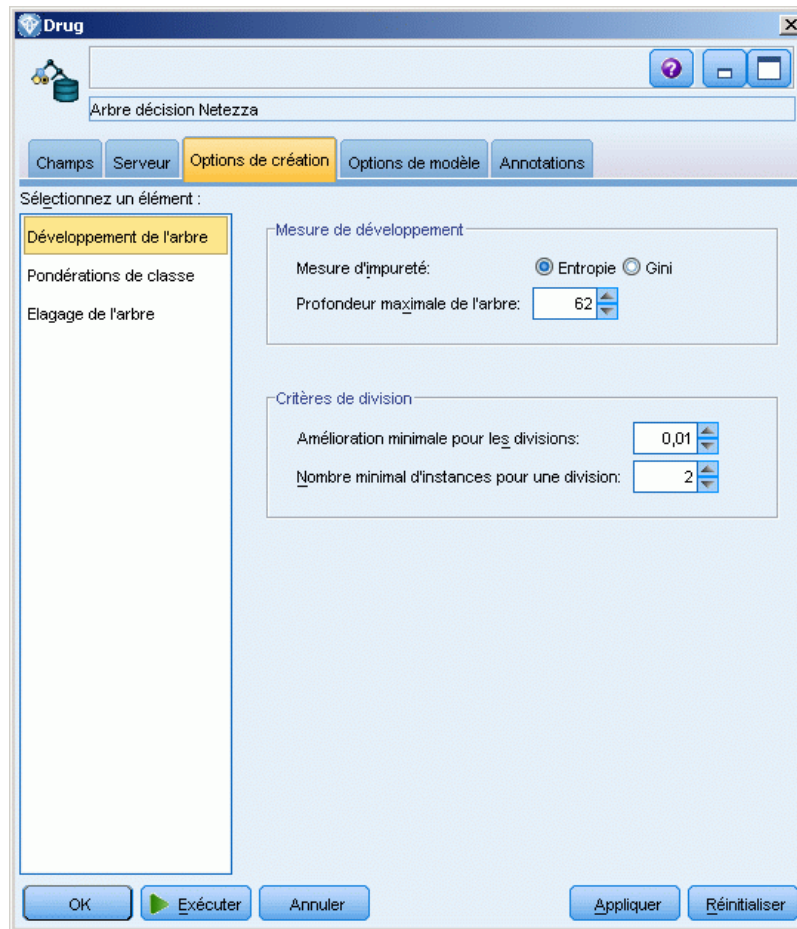 Drug
Arbre décision Netezza
Champs Serveur Options de création Options de modèle Annotations
Sélectionnez un élément :
Développement de l'arbre
Pondérations de classe
Elagage de l'arbre
Mesure de développement
Mesure d'impureté: Entropie Gini
Profondeur maximale de l'arbre: 62
Critères de division
Amélioration minimale pour les divisions: 0,01
Nombre minimal d'instances pour une division: 2
OK Exécuter Annuler Appliquer Réinitialiser